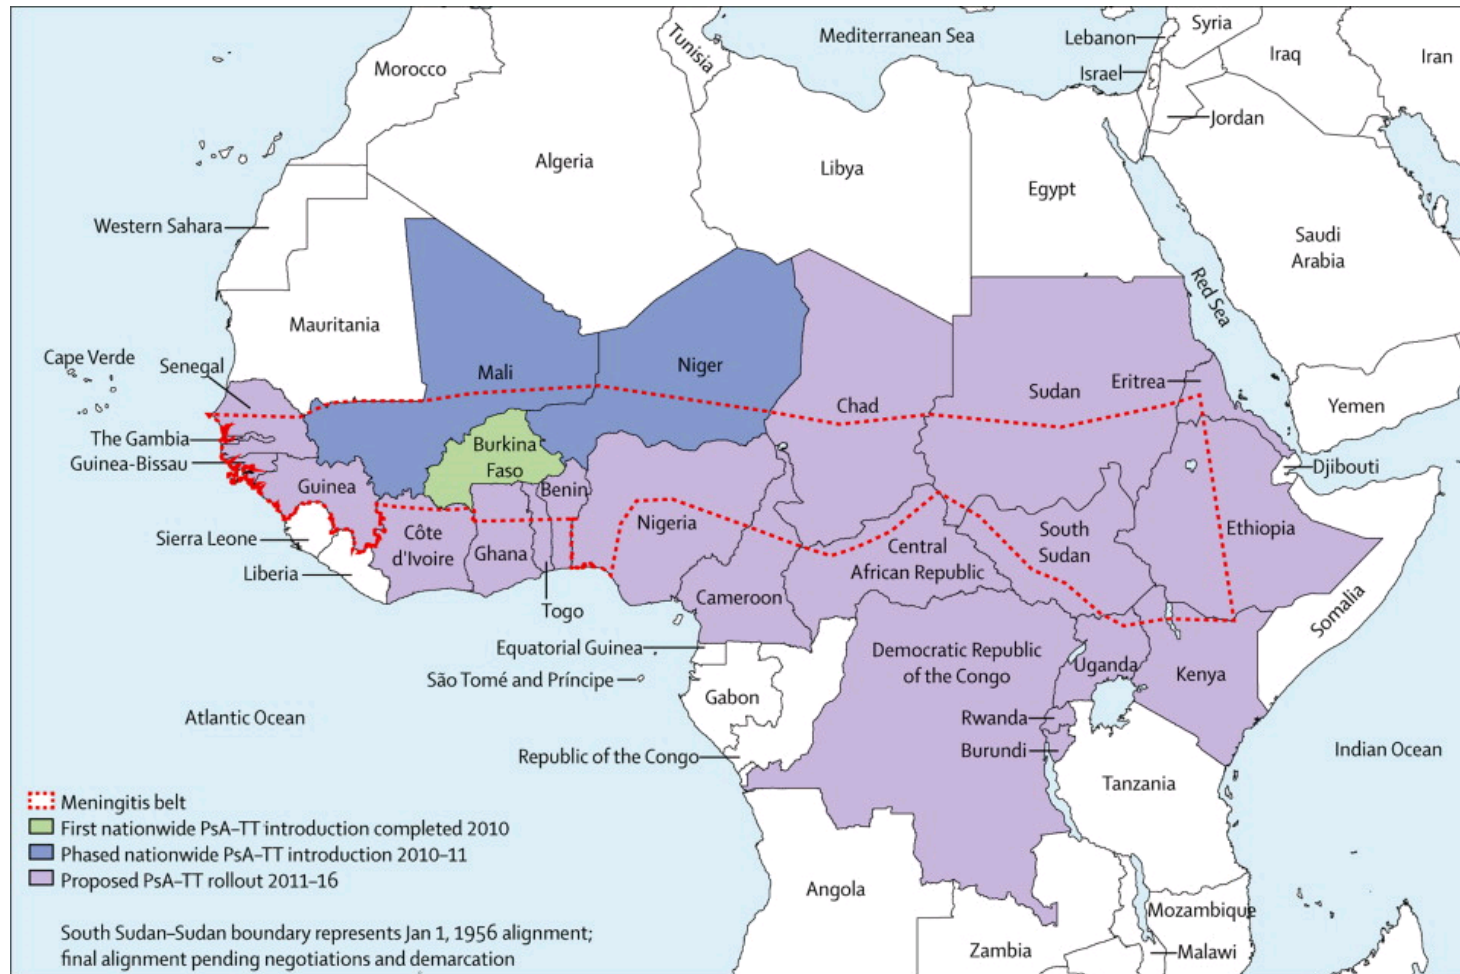 Mediterranean Sea
Syria
Lebanon
Iraq
Iran
Israel
Morocco
Tunisia
Jordan
Algeria
Libya
Egypt
Western Sahara
Saudi
Arabia
Red Sea
Mauritania
Cape Verde
Senegal
Mali
Niger
Chad
Sudan
Eritrea
Yemen
The Gambia
Burkina
Faso
Guinea-Bissau
Djibouti
Guinea
Benin
Nigeria
Côte
d'Ivoire
Ghana
South
Sudan
Ethiopia
Sierra Leone
Central
African Republic
Liberia
Togo
Cameroon
Somalia
Equatorial Guinea
Democratic Republic
of the Congo
Uganda
Kenya
São Tomé and Príncipe
Gabon
Atlantic Ocean
Rwanda
Republic of the Congo
Burundi
Indian Ocean
Tanzania
Meningitis belt
First nationwide PsA–TT introduction completed 2010
Phased nationwide PsA–TT introduction 2010–11
Proposed PsA–TT rollout 2011–16
Angola
Mozambique
Zambia
Malawi
South Sudan–Sudan boundary represents Jan 1, 1956 alignment;
final alignment pending negotiations and demarcation